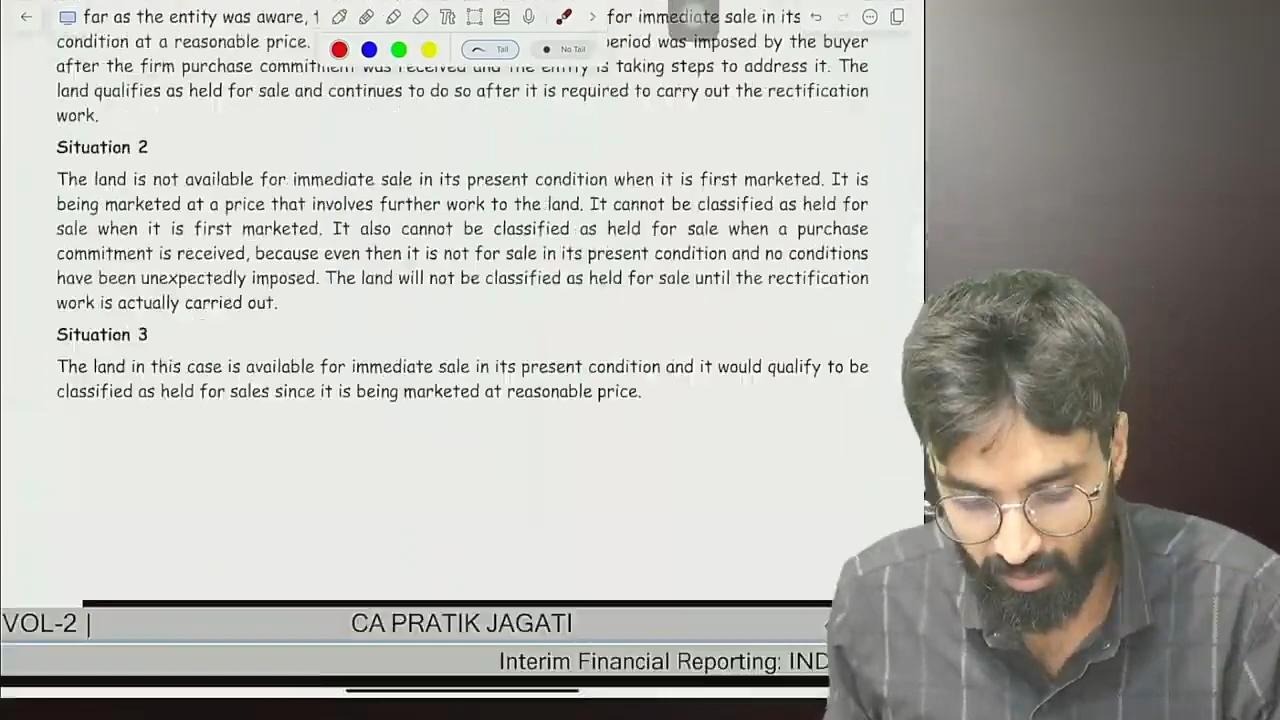 far as the entity was aware, for immediate sale in its
condition at a reasonable price. period was imposed by the buyer
Tail
No Tail
after the firm purchase commitment was received and the entity is taking steps to address it. The
land qualifies as held for sale and continues to do so after it is required to carry out the rectification
work.
Situation 2
The land is not available for immediate sale in its present condition when it is first marketed. It is
being marketed at a price that involves further work to the land. It cannot be classified as held for
sale when it is first marketed. It also cannot be classified as held for sale when a purchase
commitment is received, because even then it is not for sale in its present condition and no conditions
have been unexpectedly imposed. The land will not be classified as held for sale until the rectification
work is actually carried out.
Situation 3
The land in this case is available for immediate sale in its present condition and it would qualify to be
classified as held for sales since it is being marketed at reasonable price.
VOL-2 | CA PRATIK JAGATI
Interim Financial Reporting: IND